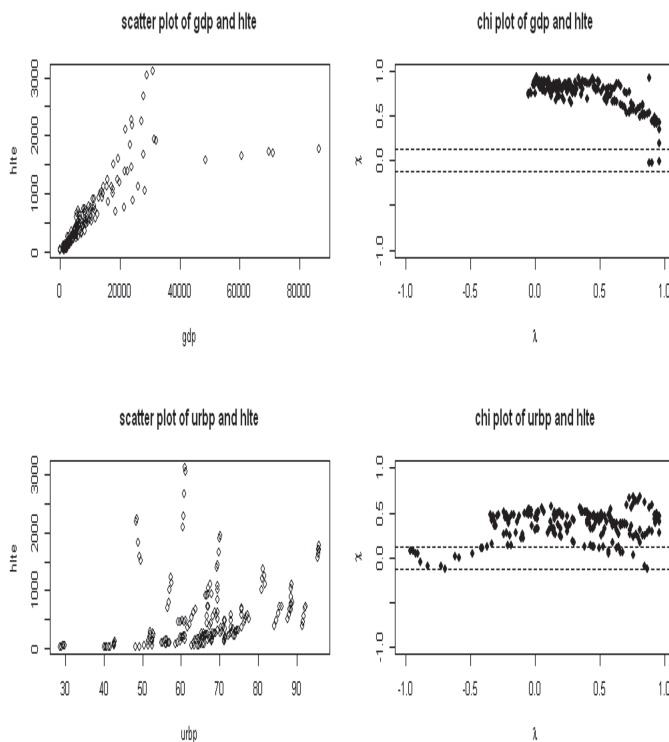 scatter plot of gdp and hlte
chi plot of gdp and hlte
hlte
3000
2000
1000
0
0 20000 40000 60000 80000
gdp
χ
1.0
0.5
0.0
-1.0
-1.0 0.0 0.5 1.0
λ
scatter plot of urbp and hlte
chi plot of urbp and hlte
hlte
3000
2000
1000
0
30 40 50 60 70 80 90
urbp
χ
1.0
0.5
0.0
-1.0
-1.0 0.0 0.5 1.0
λ